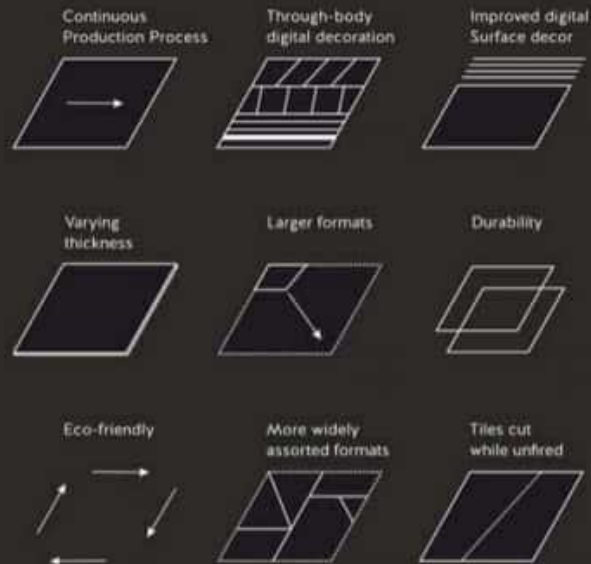 Continuous
Production Process
Through-body
digital decoration
Improved digital
Surface decor
Varying
thickness
Larger formats
Durability
Eco-friendly
More widely
assorted formats
Tiles cut
while unfired